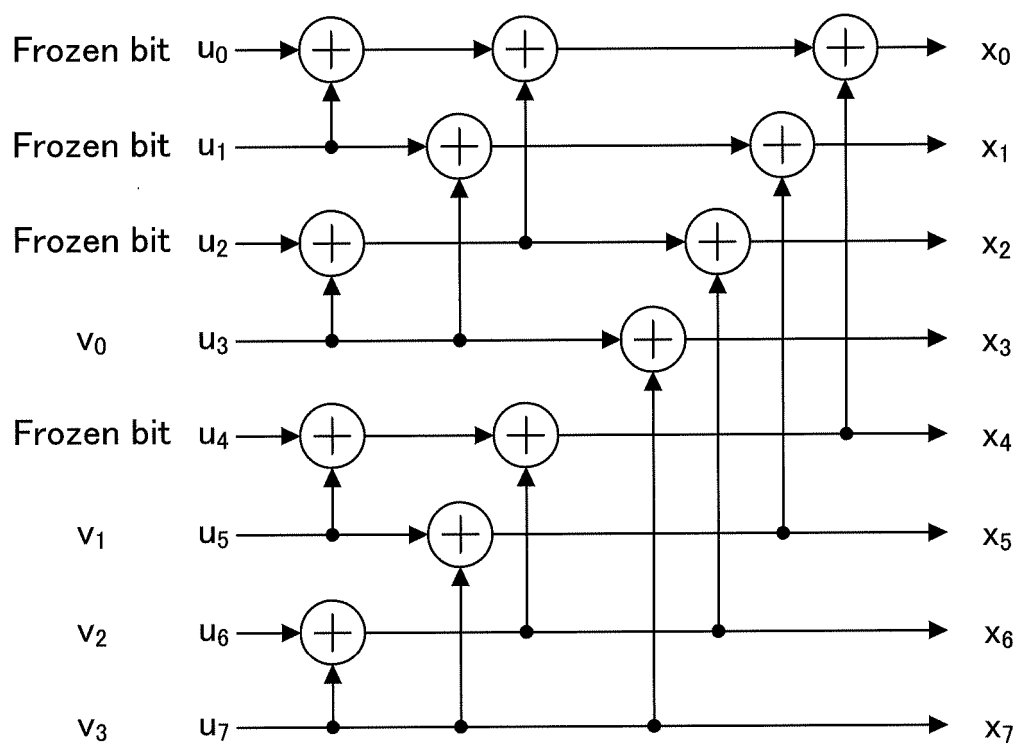 Frozen bit u0 x0
Frozen bit u1 x1
Frozen bit u2 x2
v0 u3 x3
Frozen bit u4 x4
v1 u5 x5
v2 u6 x6
v3 u7 x7